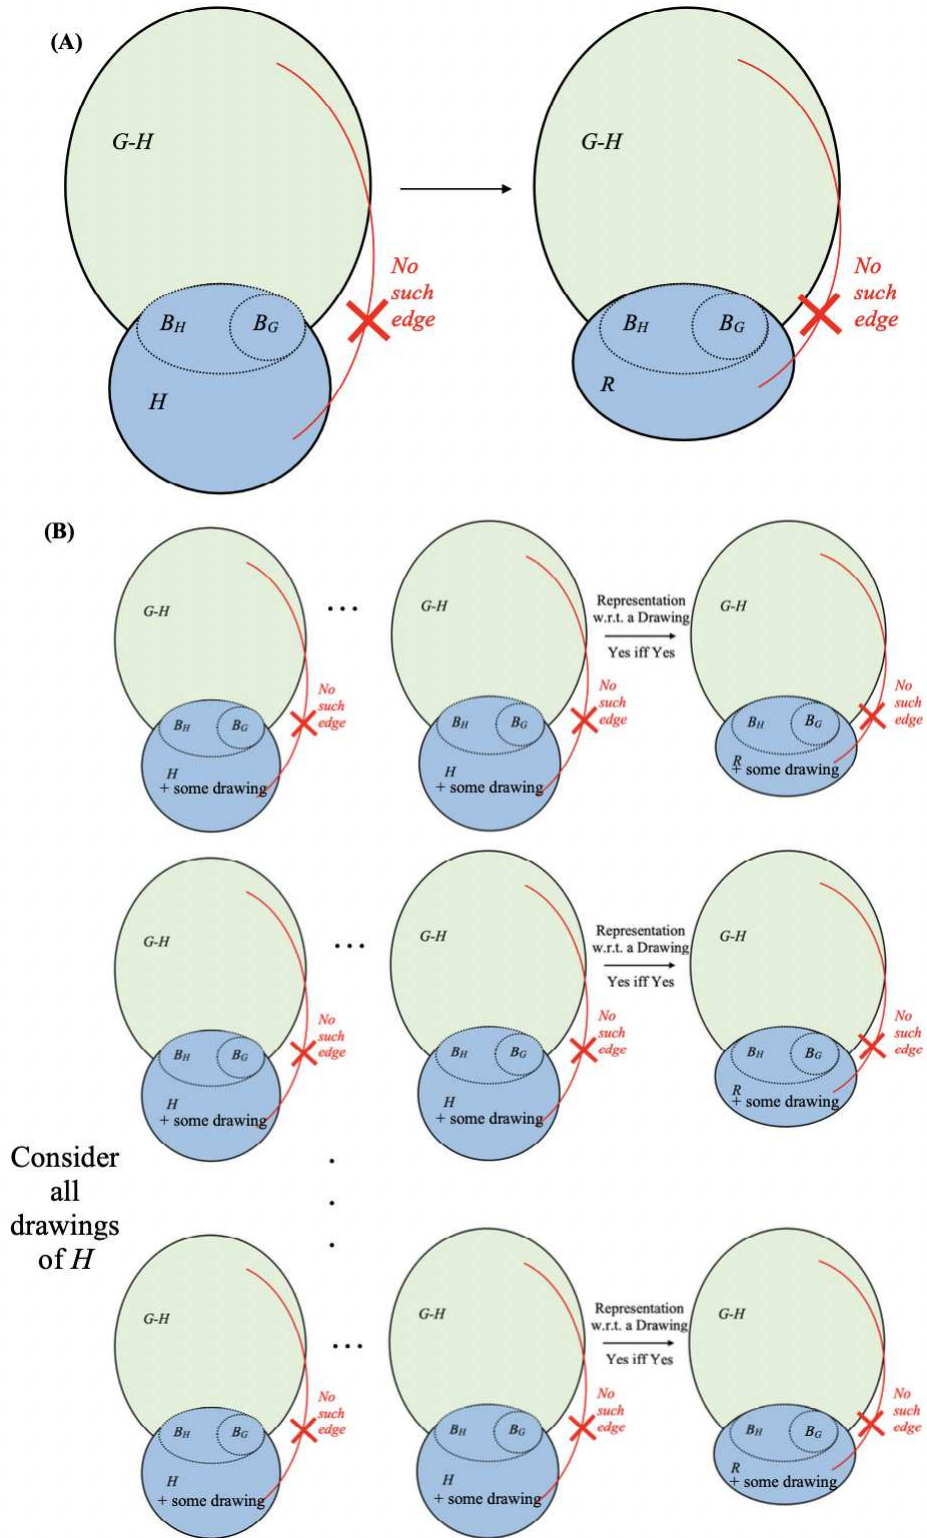 (A)
G-H
G-H
No
such
edge
No
such
edge
B_H
B_G
B_H
B_G
H
R
(B)
G-H
...
G-H
Representation
w.r.t. a Drawing
Yes iff Yes
G-H
No
such
edge
No
such
edge
No
such
edge
B_H
B_G
B_H
B_G
B_H
B_G
H
+ some drawing
H
+ some drawing
R
+ some drawing
G-H
...
G-H
Representation
w.r.t. a Drawing
Yes iff Yes
G-H
No
such
edge
No
such
edge
No
such
edge
B_H
B_G
B_H
B_G
B_H
B_G
H
+ some drawing
H
+ some drawing
R
+ some drawing
Consider
all
drawings
of H
.
.
.
G-H
...
G-H
Representation
w.r.t. a Drawing
Yes iff Yes
G-H
No
such
edge
No
such
edge
No
such
edge
B_H
B_G
B_H
B_G
B_H
B_G
H
+ some drawing
H
+ some drawing
R
+ some drawing